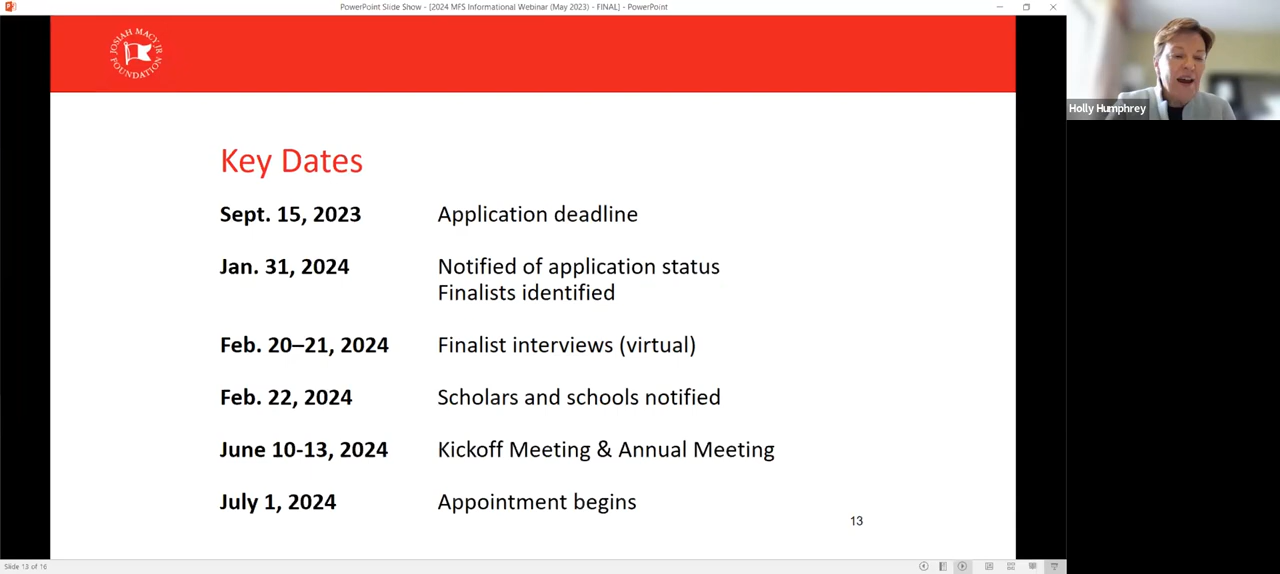 PowerPoint Slide Show - [2024 MFS Informational Webinar (May 2023) - FINAL] - PowerPoint
JOSIAH MACY JR
FOUNDATION
Holly Humphrey
Key Dates
Sept. 15, 2023 Application deadline
Jan. 31, 2024 Notified of application status
Finalists identified
Feb. 20–21, 2024 Finalist interviews (virtual)
Feb. 22, 2024 Scholars and schools notified
June 10-13, 2024 Kickoff Meeting & Annual Meeting
July 1, 2024 Appointment begins
13
Slide 13 of 16